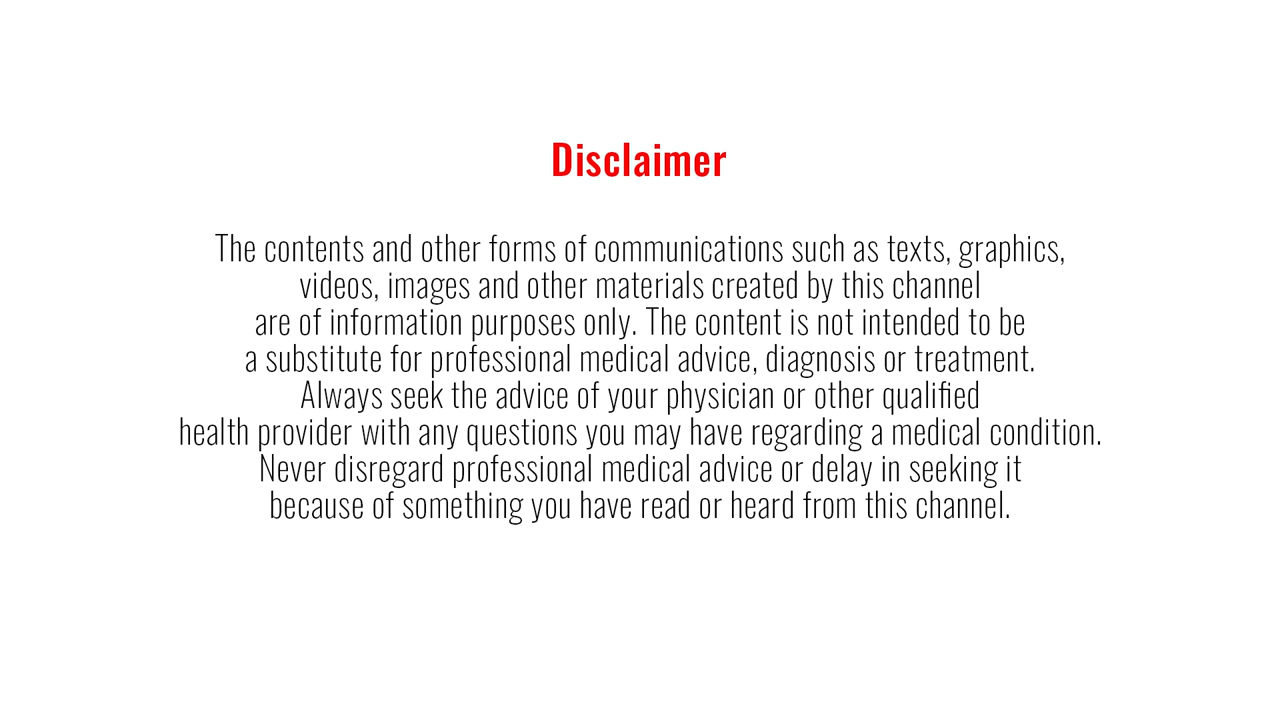 Disclaimer
The contents and other forms of communications such as texts, graphics,
videos, images and other materials created by this channel
are of information purposes only. The content is not intended to be
a substitute for professional medical advice, diagnosis or treatment.
Always seek the advice of your physician or other qualified
health provider with any questions you may have regarding a medical condition.
Never disregard professional medical advice or delay in seeking it
because of something you have read or heard from this channel.